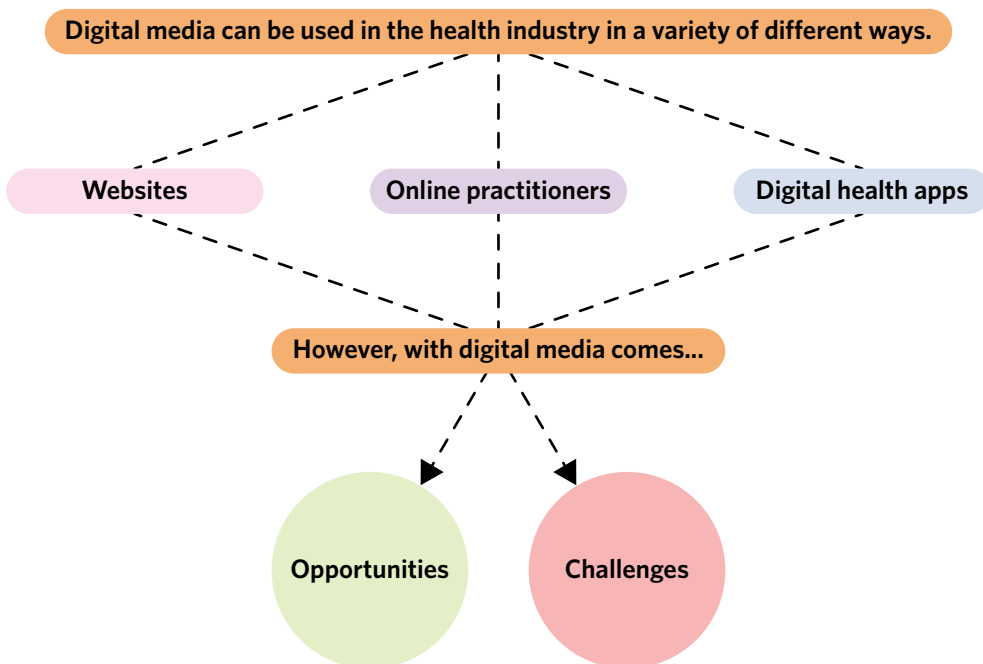 Digital media can be used in the health industry in a variety of different ways.
Websites
Online practitioners
Digital health apps
However, with digital media comes...
Opportunities
Challenges